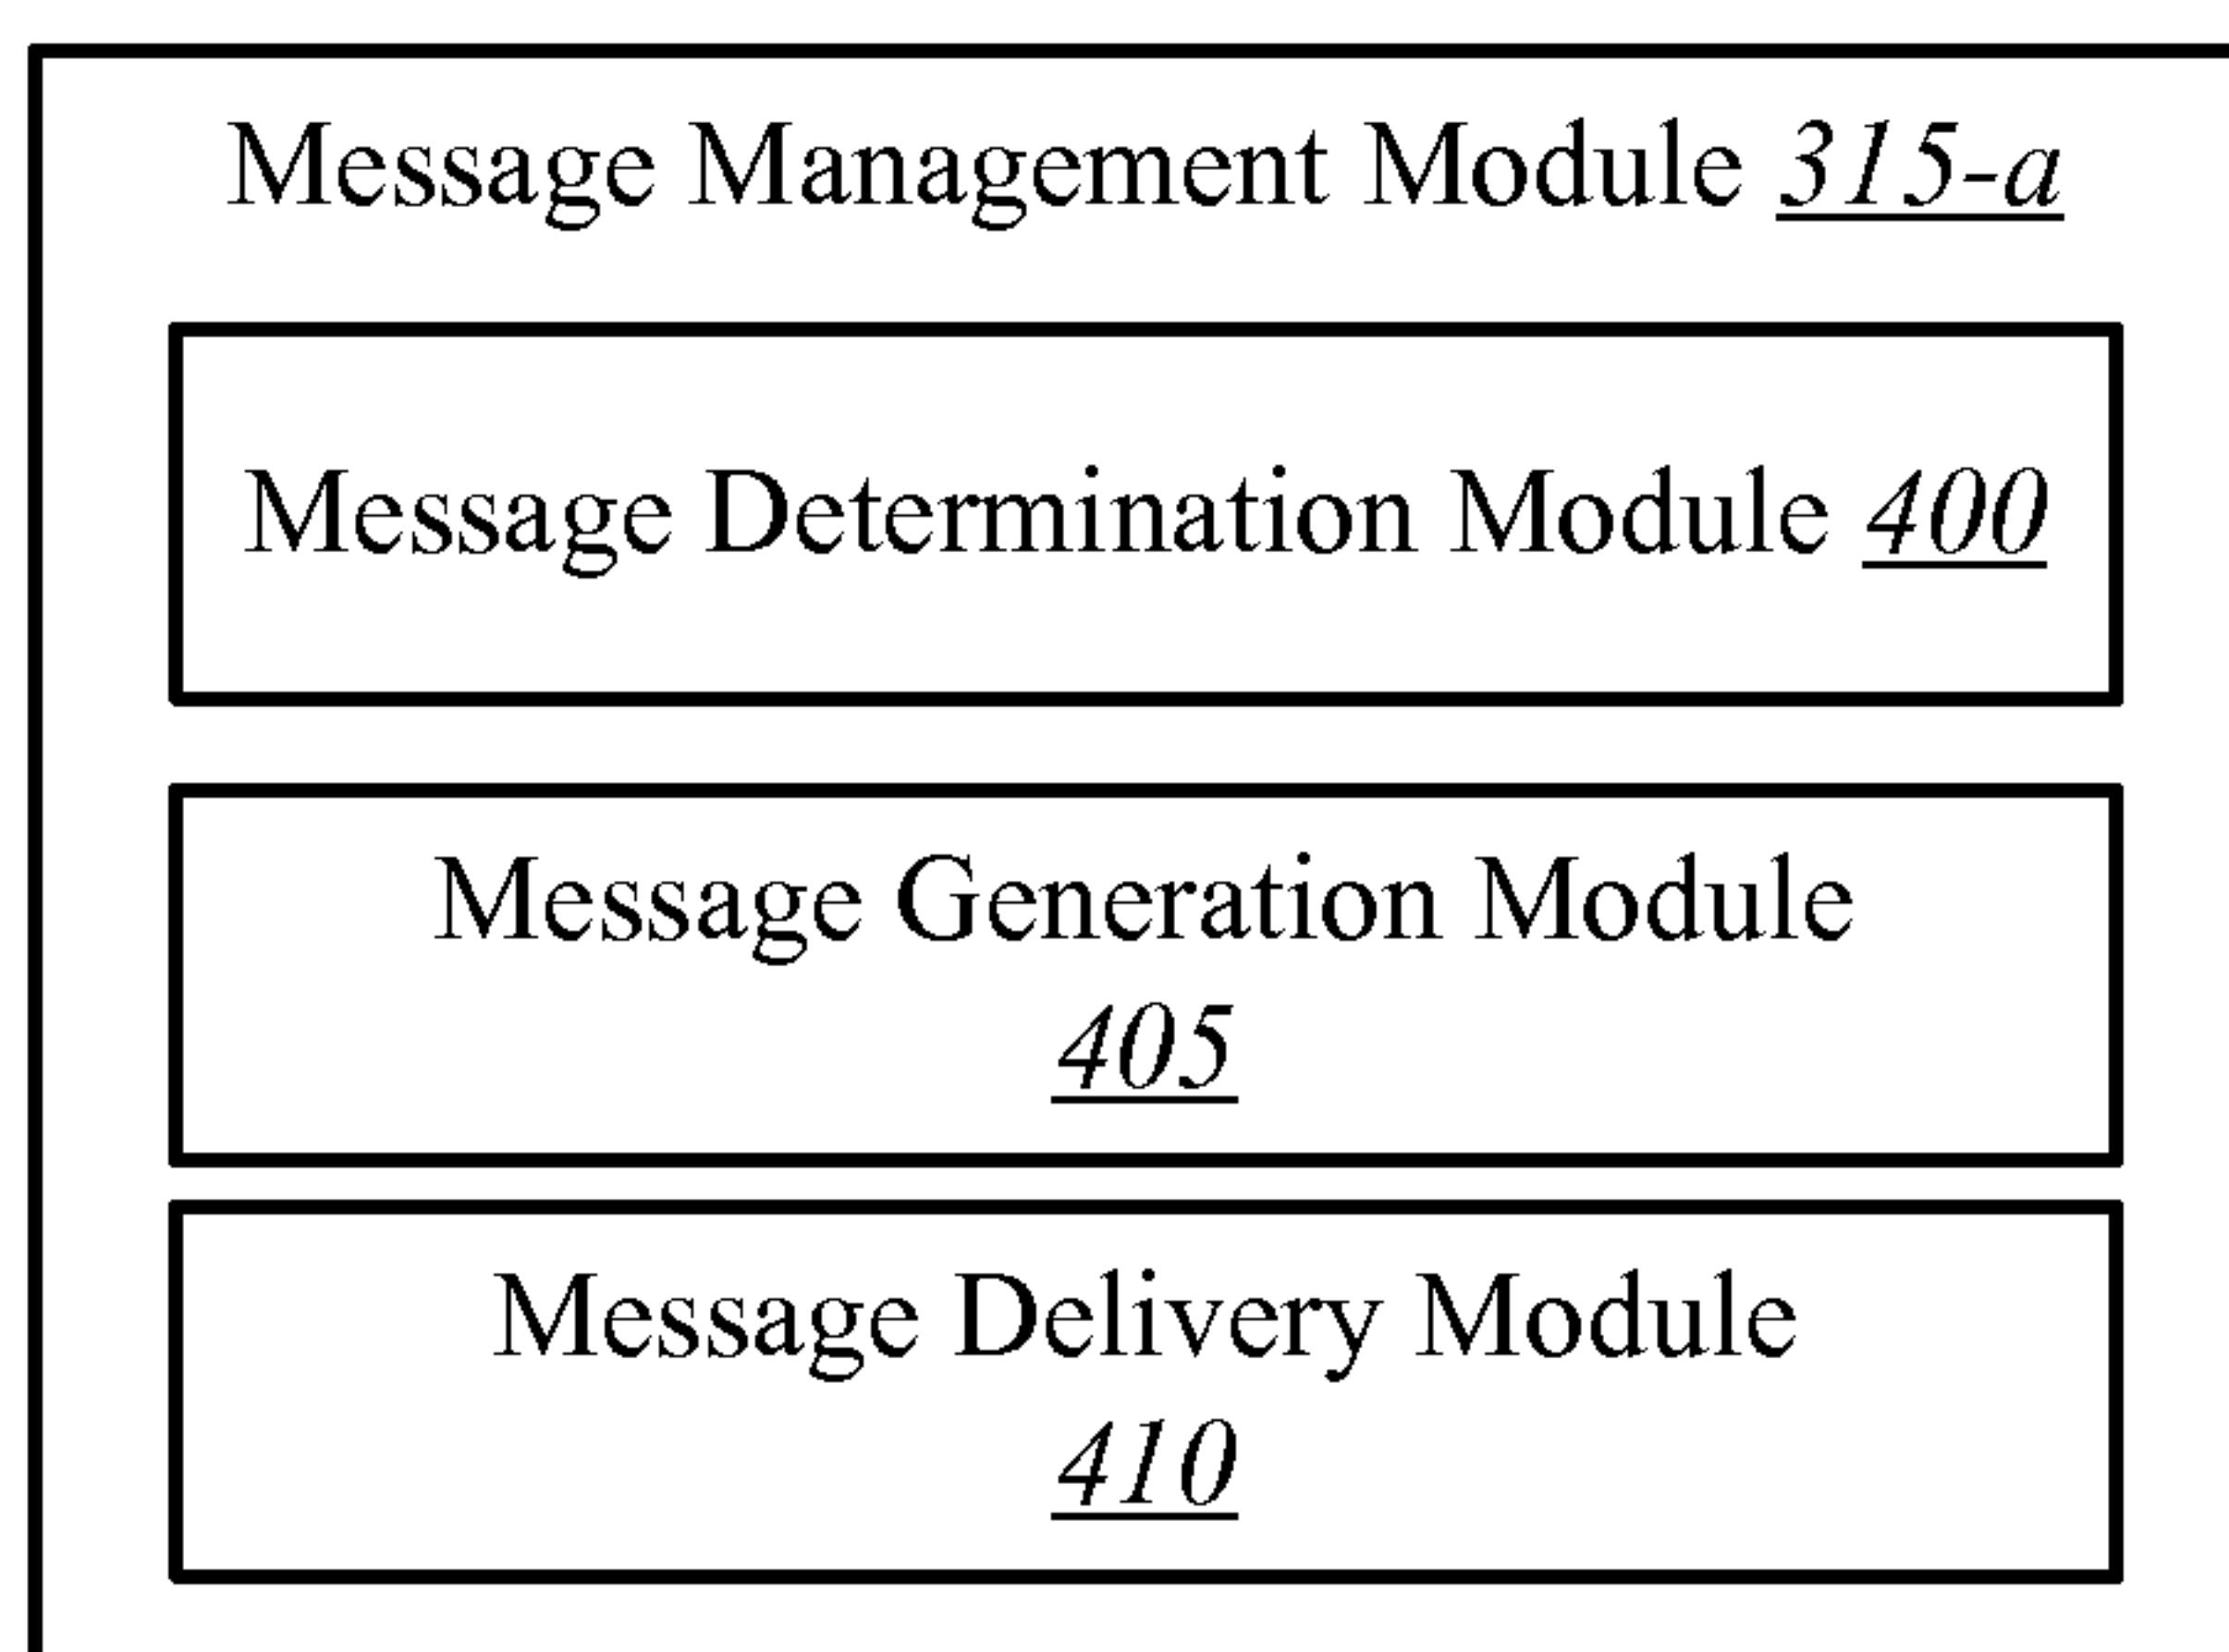 Message Management Module 315-a
Message Determination Module 400
Message Generation Module
405
Message Delivery Module
410